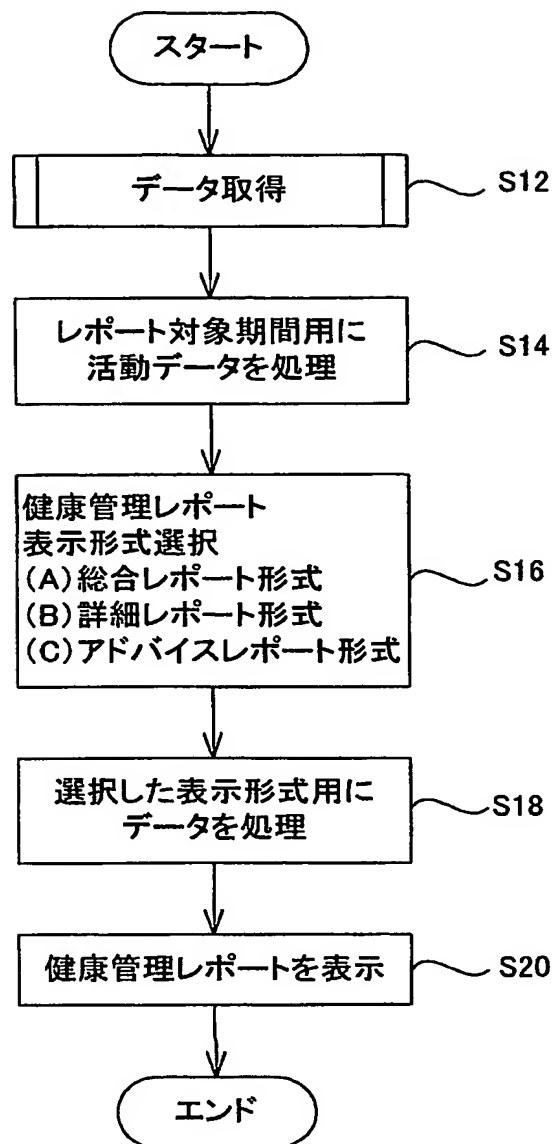 スタート
データ取得
S12
レポート対象期間用に
活動データを処理
S14
健康管理レポート
表示形式選択
(A)総合レポート形式
(B)詳細レポート形式
(C)アドバイスレポート形式
S16
選択した表示形式用に
データを処理
S18
健康管理レポートを表示
S20
エンド